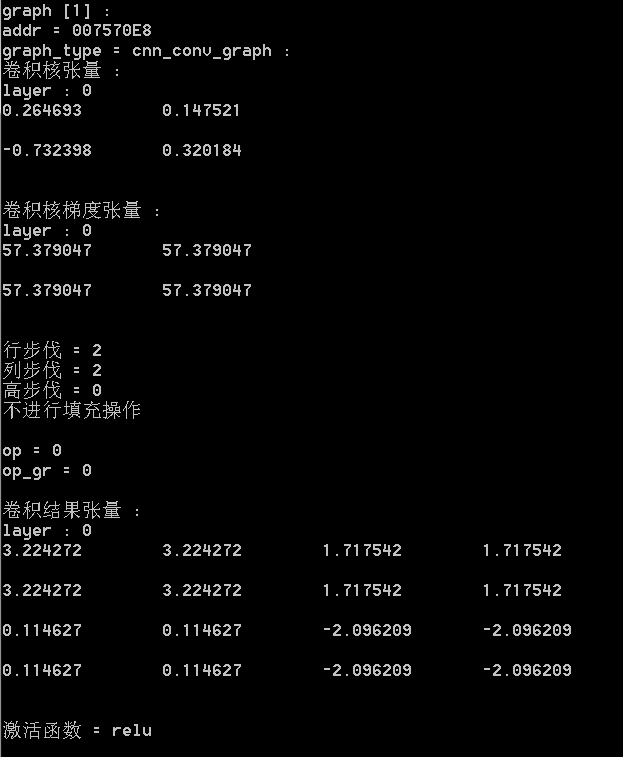 graph [1] :
addr = 007570E8
graph_type = cnn_conv_graph :
卷积核张量 :
layer : 0
0.264693 0.147521
-0.732398 0.320184
卷积核梯度张量 :
layer : 0
57.379047 57.379047
57.379047 57.379047
行步伐 = 2
列步伐 = 2
高步伐 = 0
不进行填充操作
op = 0
op_gr = 0
卷积结果张量 :
layer : 0
3.224272 3.224272 1.717542 1.717542
3.224272 3.224272 1.717542 1.717542
0.114627 0.114627 -2.096209 -2.096209
0.114627 0.114627 -2.096209 -2.096209
激活函数 = relu